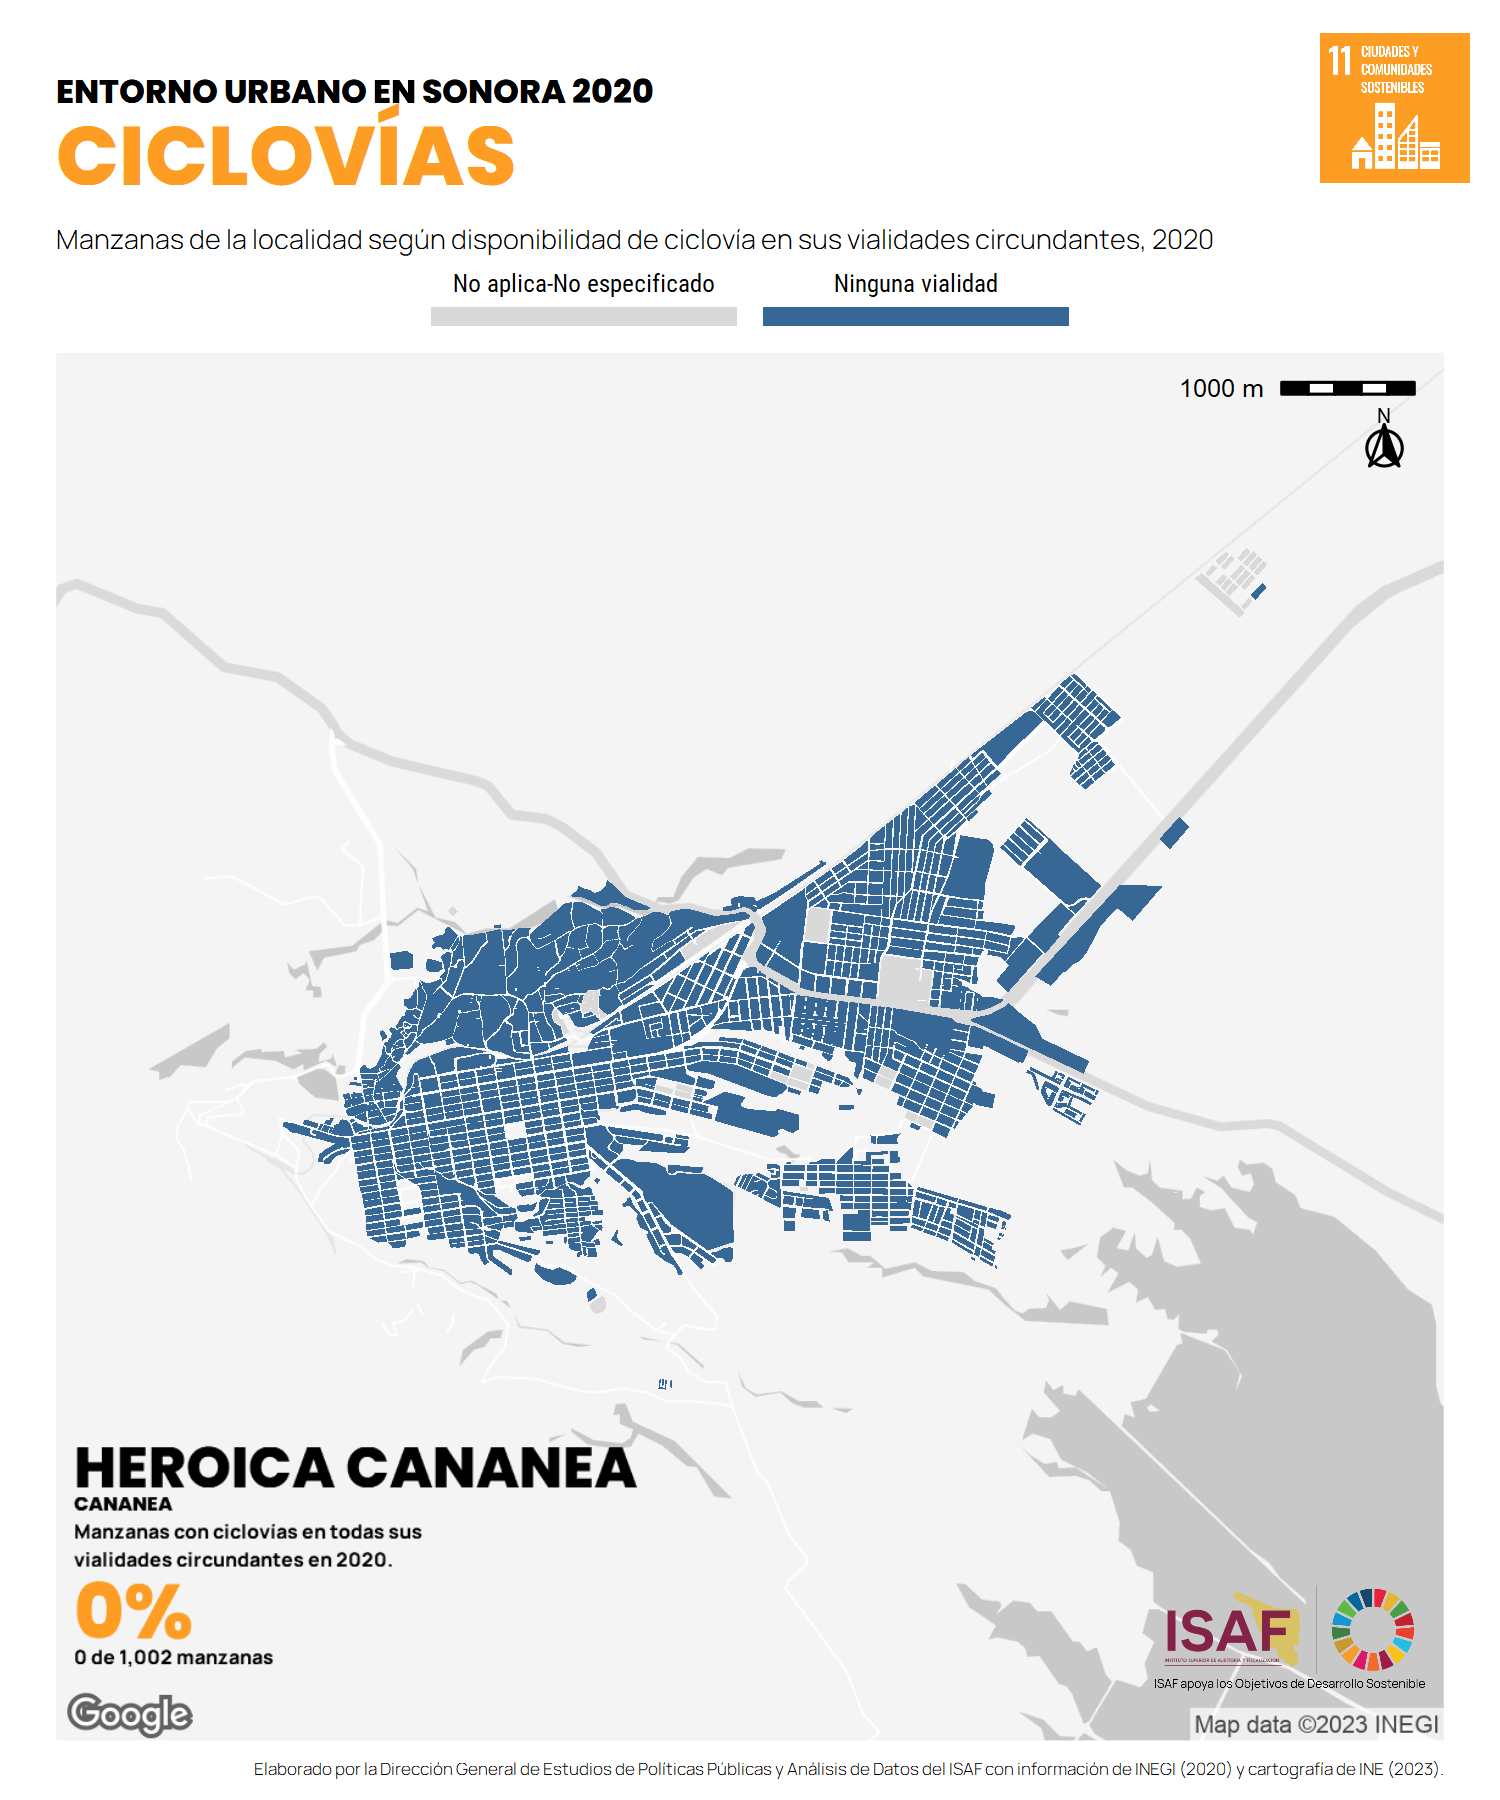 11 CIUDADES Y
COMUNIDADES
SOSTENIBLES
ENTORNO URBANO EN SONORA 2020
CICLOVÍAS
Manzanas de la localidad según disponibilidad de ciclovía en sus vialidades circundantes, 2020
No aplica-No especificado
Ninguna vialidad
1000 m
N
HEROICA CANANEA
CANANEA
Manzanas con ciclovias en todas sus
vialidades circundantes en 2020.
0%
0 de 1,002 manzanas
ISAF
INSTITUTO SUPERIOR DE AUDITORÍA Y FISCALIZACIÓN
ISAF apoya los Objetivos de Desarrollo Sostenible
Google
Map data ©2023 INEGI
Elaborado por la Dirección General de Estudios de Políticas Públicas y Análisis de Datos del ISAF con información de INEGI (2020) y cartografía de INE (2023).